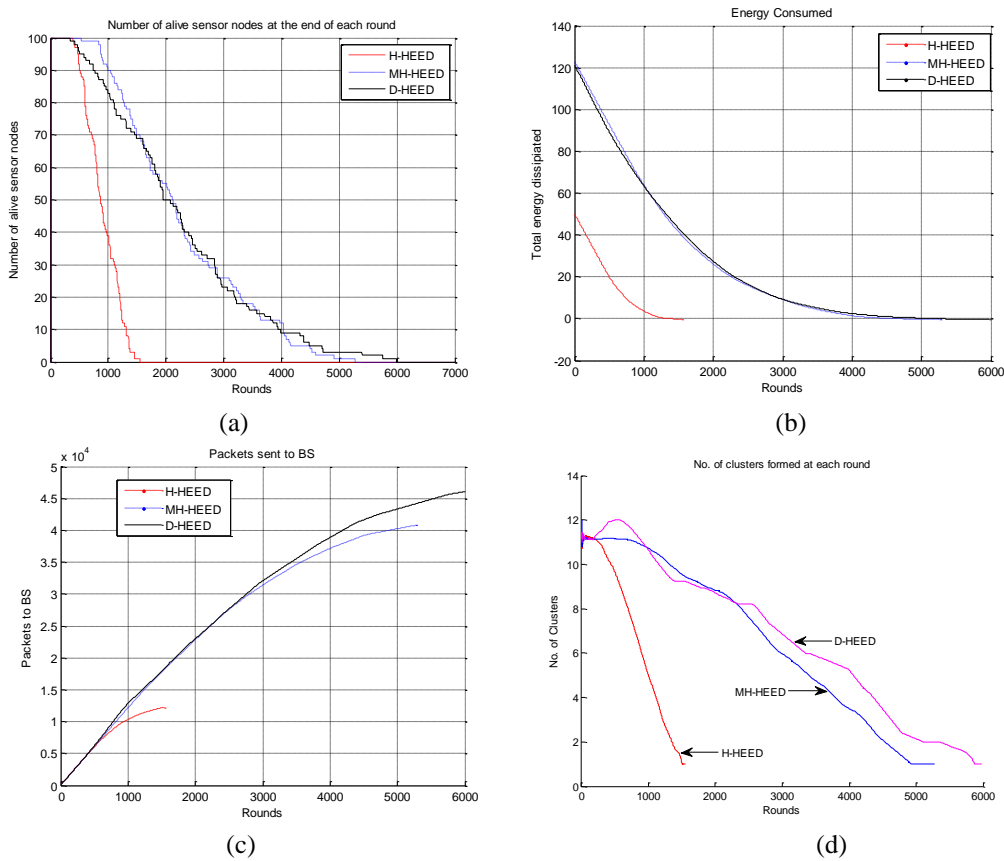 Number of alive sensor nodes at the end of each round
100
90
80
70
60
50
40
30
20
10
0
Number of alive sensor nodes
H-HEED
MH-HEED
D-HEED
0 1000 2000 3000 4000 5000 6000 7000
Rounds
(a)
Energy Consumed
140
120
100
80
60
40
20
0
-20
Total energy dissipiated
H-HEED
MH-HEED
D-HEED
0 1000 2000 3000 4000 5000 6000
Rounds
(b)
Packets sent to BS
x 10^4
5
4.5
4
3.5
3
2.5
2
1.5
1
0.5
0
Packets to BS
H-HEED
MH-HEED
D-HEED
0 1000 2000 3000 4000 5000 6000
Rounds
(c)
No. of clusters formed at each round
14
12
10
8
6
4
2
0
No. of Clusters
D-HEED
MH-HEED
H-HEED
0 1000 2000 3000 4000 5000 6000
Rounds
(d)